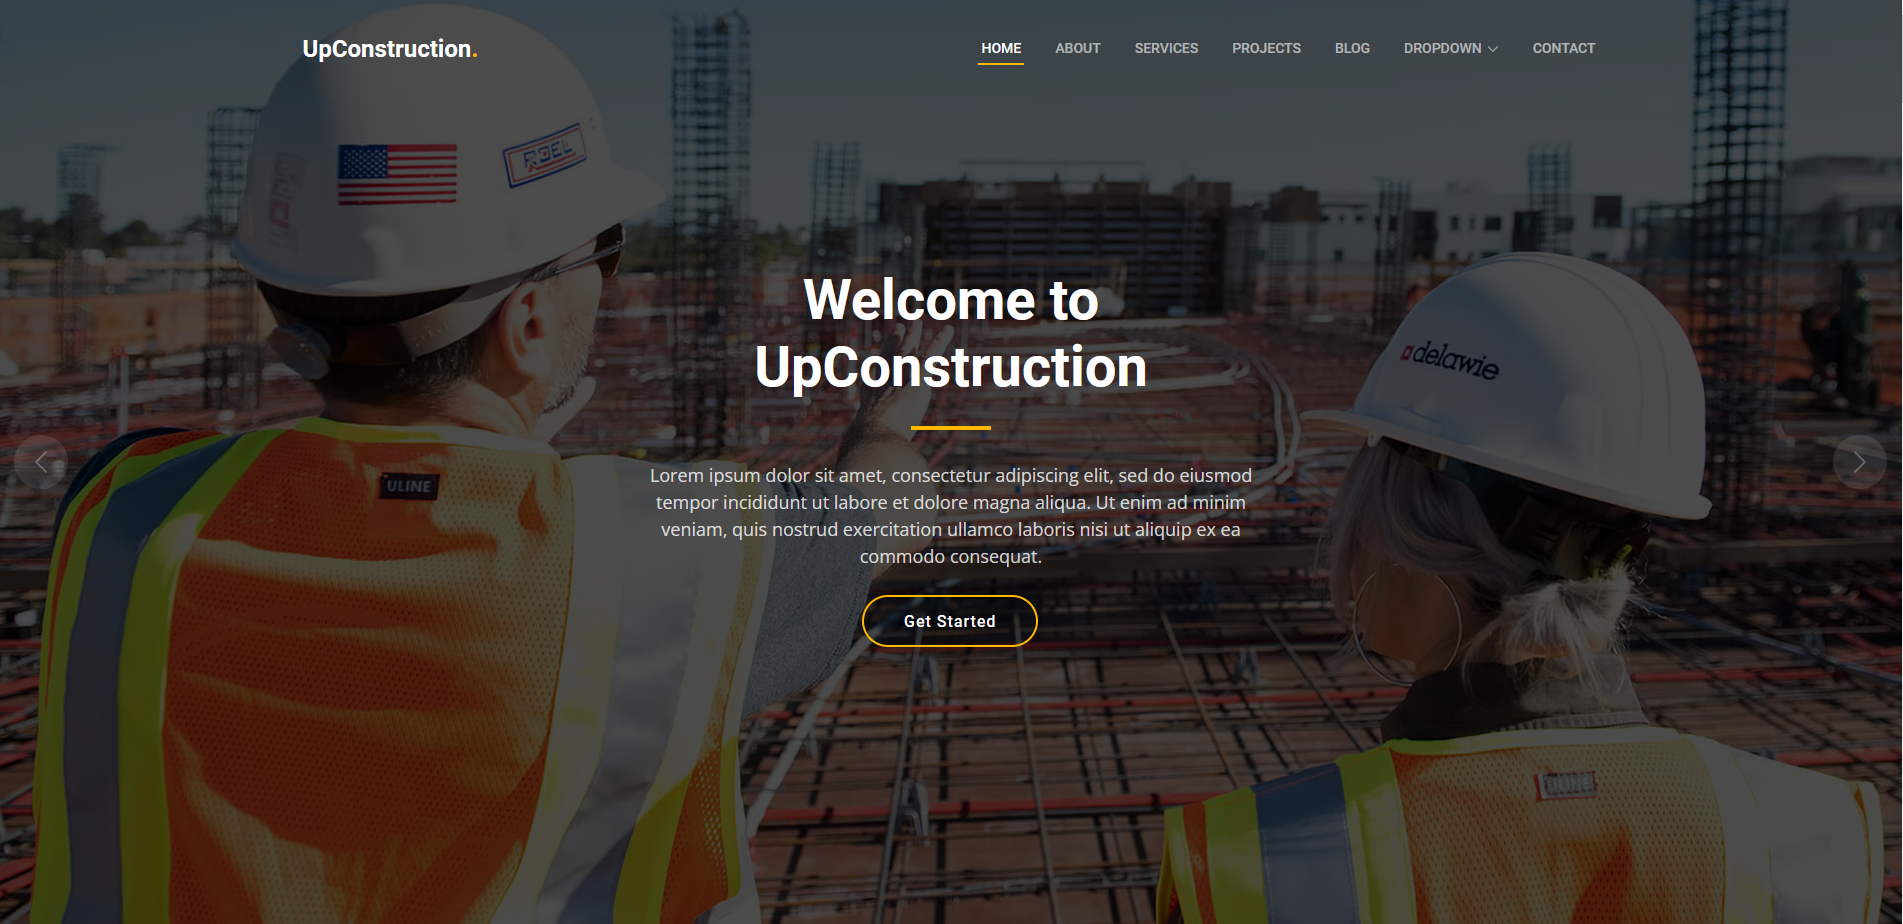 UpConstruction.
HOME ABOUT SERVICES PROJECTS BLOG DROPDOWN CONTACT
ROEL
Welcome to
UpConstruction
delawie
Lorem ipsum dolor sit amet, consectetur adipiscing elit, sed do eiusmod
tempor incididunt ut labore et dolore magna aliqua. Ut enim ad minim
veniam, quis nostrud exercitation ullamco laboris nisi ut aliquip ex ea
commodo consequat.
ULINE
Get Started
ULINE